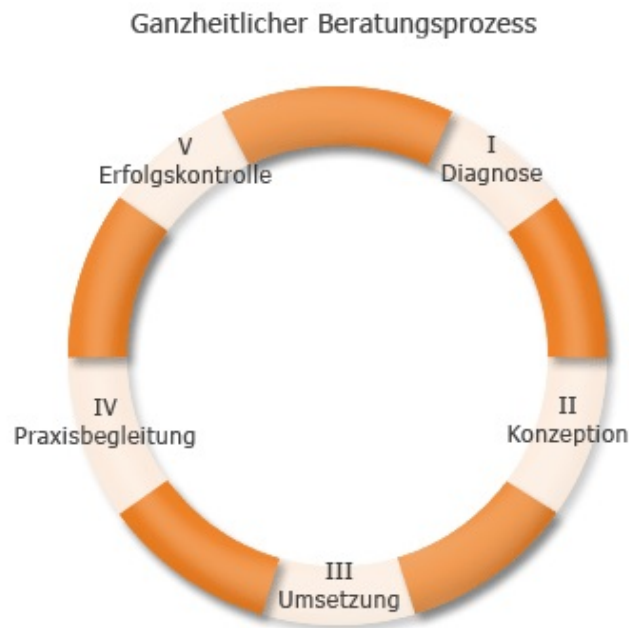 Ganzheitlicher Beratungsprozess
I
Diagnose
II
Konzeption
III
Umsetzung
IV
Praxisbegleitung
V
Erfolgskontrolle